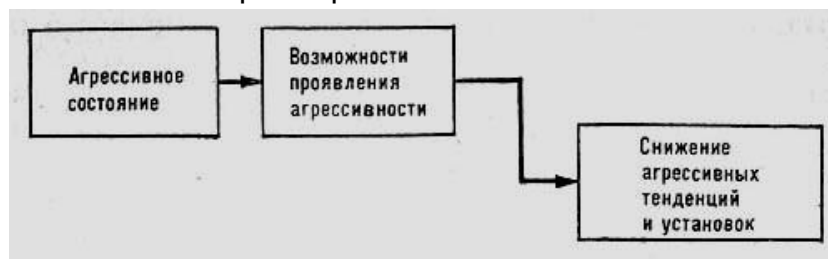 Агрессивное
состояние
Возможности
проявления
агрессивности
Снижение
агрессивных
тенденций
и установок